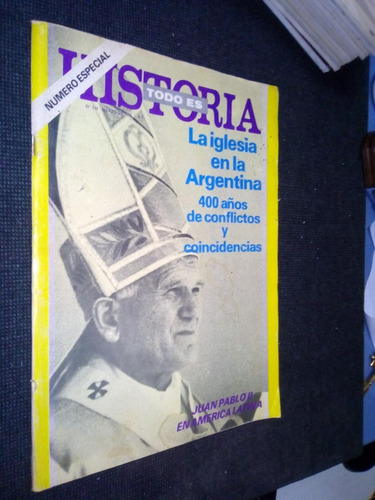 NUMERO ESPECIAL
HISTORIA
TODO ES
La iglesia
en la
Argentina
400 años
de conflictos
y
coincidencias
JUAN PABLO II
EN AMERICA LATINA